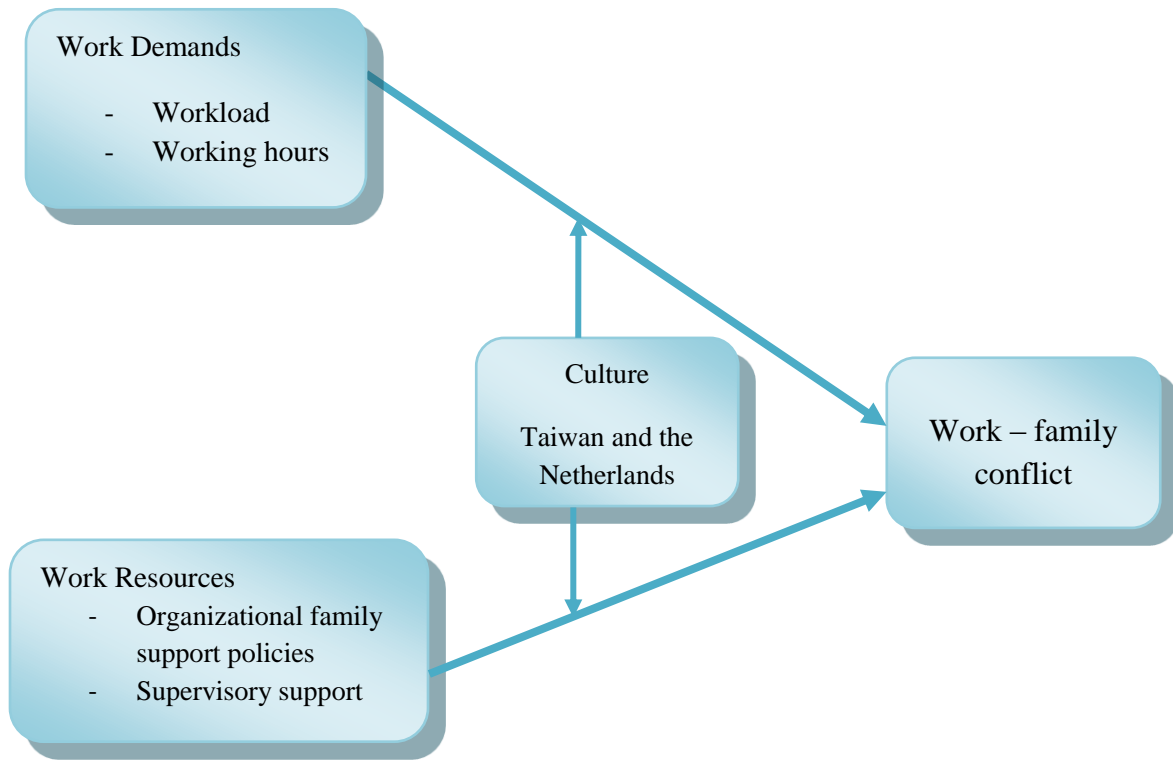 Work Demands
- Workload
- Working hours
Culture
Taiwan and the
Netherlands
Work – family
conflict
Work Resources
- Organizational family
support policies
- Supervisory support